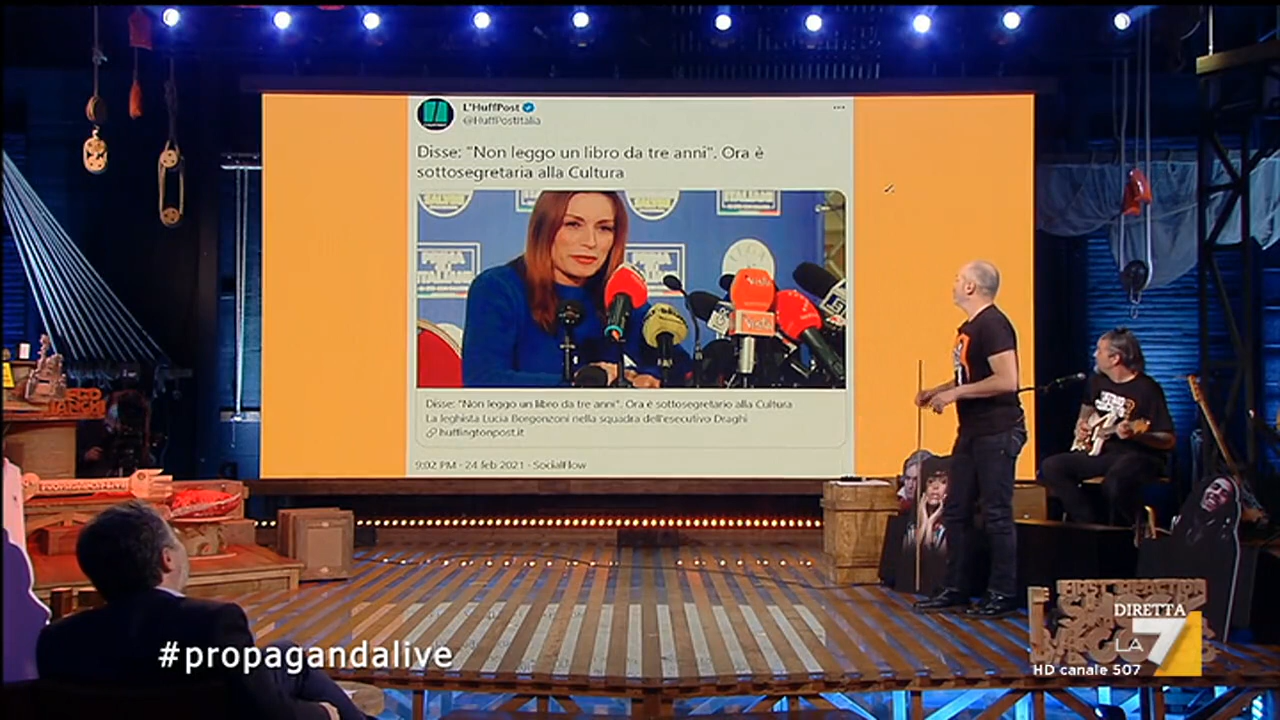 L'HuffPost
@HuffPostItalia
Disse: "Non leggo un libro da tre anni". Ora è
sottosegretaria alla Cultura
Disse: "Non leggo un libro da tre anni". Ora è sottosegretario alla Cultura
La leghista Lucia Borgonzoni nella squadra dell'esecutivo Draghi
huffingtonpost.it
9:02 PM · 24 feb 2021 · SocialFlow
#propagandalive
DIRETTA
LA 7
HD canale 507